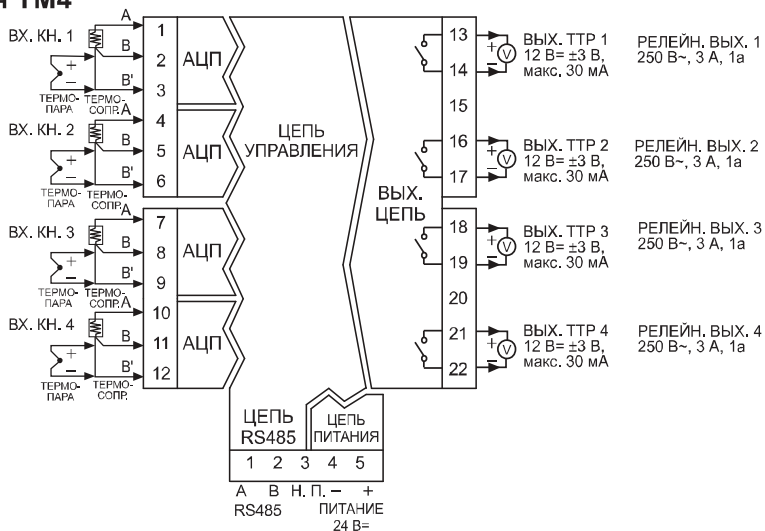 TM4
ВХ. КН. 1
A
B
B'
+
−
ТЕРМО-
ПАРА
ТЕРМО-
СОПР.
1
2
3
АЦП
ВХ. КН. 2
A
B
B'
+
−
ТЕРМО-
ПАРА
ТЕРМО-
СОПР.
4
5
6
АЦП
ВХ. КН. 3
A
B
B'
+
−
ТЕРМО-
ПАРА
ТЕРМО-
СОПР.
7
8
9
АЦП
ВХ. КН. 4
A
B
B'
+
−
ТЕРМО-
ПАРА
ТЕРМО-
СОПР.
10
11
12
АЦП
ЦЕПЬ
УПРАВЛЕНИЯ
ВЫХ.
ЦЕПЬ
13
14
15
16
17
18
19
20
21
22
+
−
V
ВЫХ. ТТР 1
12 В= ±3 В,
макс. 30 мА
РЕЛЕЙН. ВЫХ. 1
250 В~, 3 А, 1а
+
−
V
ВЫХ. ТТР 2
12 В= ±3 В,
макс. 30 мА
РЕЛЕЙН. ВЫХ. 2
250 В~, 3 А, 1а
+
−
V
ВЫХ. ТТР 3
12 В= ±3 В,
макс. 30 мА
РЕЛЕЙН. ВЫХ. 3
250 В~, 3 А, 1а
+
−
V
ВЫХ. ТТР 4
12 В= ±3 В,
макс. 30 мА
РЕЛЕЙН. ВЫХ. 4
250 В~, 3 А, 1а
ЦЕПЬ
RS485
ЦЕПЬ
ПИТАНИЯ
1 2 3 4 5
A B Н. П. − +
RS485
ПИТАНИЕ
24 В=